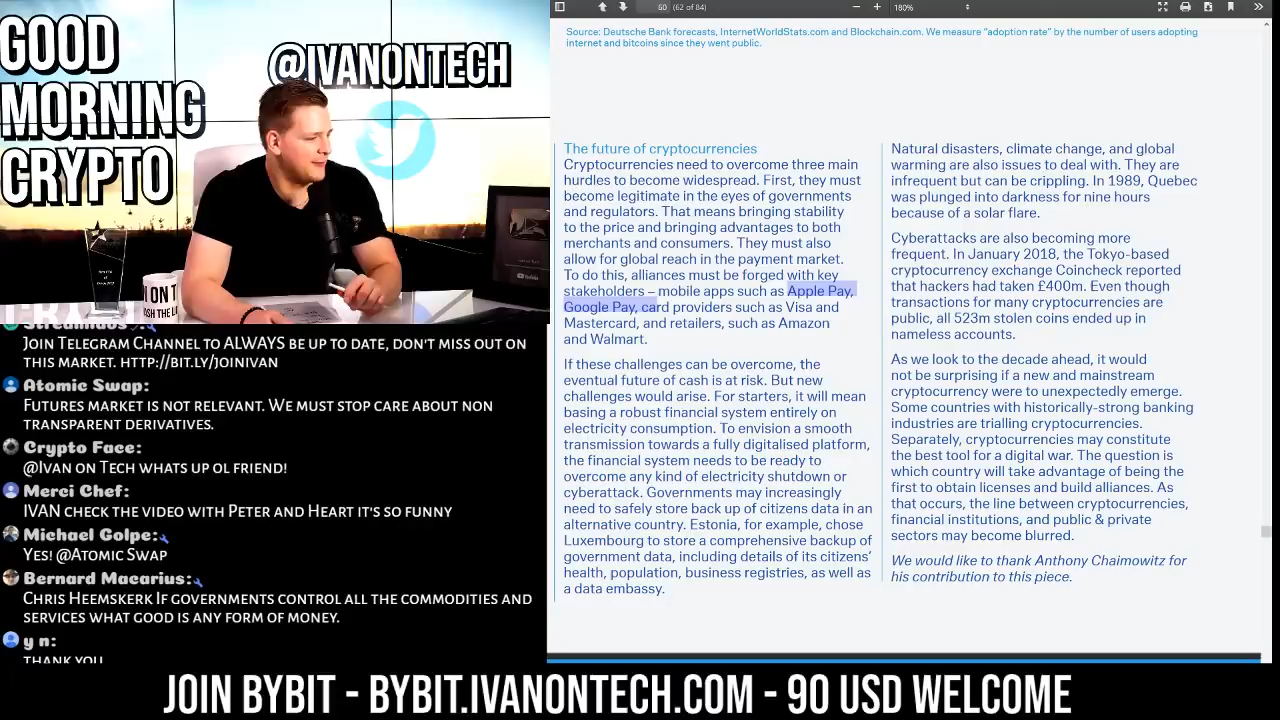 GOOD
MORNING
CRYPTO
@IVANONTECH
YouTube
JOIN TELEGRAM CHANNEL TO ALWAYS BE UP TO DATE, DON'T MISS OUT ON
THIS MARKET. HTTP://BIT.LY/JOINIVAN
Atomic Swap:
FUTURES MARKET IS NOT RELEVANT. WE MUST STOP CARE ABOUT NON
TRANSPARENT DERIVATIVES.
Crypto Face:
@IVAN ON TECH WHATS UP OL FRIEND!
Merci Chef:
IVAN CHECK THE VIDEO WITH PETER AND HEART IT'S SO FUNNY
Michael Golpe:
YES! @ATOMIC SWAP
Bernard Macarius:
CHRIS HEEMSKERK IF GOVERNMENTS CONTROL ALL THE COMMODITIES AND
SERVICES WHAT GOOD IS ANY FORM OF MONEY.
y n:
THANK YOU
60 (62 of 84)
180%
Source: Deutsche Bank forecasts, InternetWorldStats.com and Blockchain.com. We measure "adoption rate" by the number of users adopting
internet and bitcoins since they went public.
The future of cryptocurrencies
Cryptocurrencies need to overcome three main
hurdles to become widespread. First, they must
become legitimate in the eyes of governments
and regulators. That means bringing stability
to the price and bringing advantages to both
merchants and consumers. They must also
allow for global reach in the payment market.
To do this, alliances must be forged with key
stakeholders – mobile apps such as Apple Pay,
Google Pay, card providers such as Visa and
Mastercard, and retailers, such as Amazon
and Walmart.
If these challenges can be overcome, the
eventual future of cash is at risk. But new
challenges would arise. For starters, it will mean
basing a robust financial system entirely on
electricity consumption. To envision a smooth
transmission towards a fully digitalised platform,
the financial system needs to be ready to
overcome any kind of electricity shutdown or
cyberattack. Governments may increasingly
need to safely store back up of citizens data in an
alternative country. Estonia, for example, chose
Luxembourg to store a comprehensive backup of
government data, including details of its citizens'
health, population, business registries, as well as
a data embassy.
Natural disasters, climate change, and global
warming are also issues to deal with. They are
infrequent but can be crippling. In 1989, Quebec
was plunged into darkness for nine hours
because of a solar flare.
Cyberattacks are also becoming more
frequent. In January 2018, the Tokyo-based
cryptocurrency exchange Coincheck reported
that hackers had taken £400m. Even though
transactions for many cryptocurrencies are
public, all 523m stolen coins ended up in
nameless accounts.
As we look to the decade ahead, it would
not be surprising if a new and mainstream
cryptocurrency were to unexpectedly emerge.
Some countries with historically-strong banking
industries are trialling cryptocurrencies.
Separately, cryptocurrencies may constitute
the best tool for a digital war. The question is
which country will take advantage of being the
first to obtain licenses and build alliances. As
that occurs, the line between cryptocurrencies,
financial institutions, and public & private
sectors may become blurred.
We would like to thank Anthony Chaimowitz for
his contribution to this piece.
JOIN BYBIT - BYBIT.IVANONTECH.COM - 90 USD WELCOME